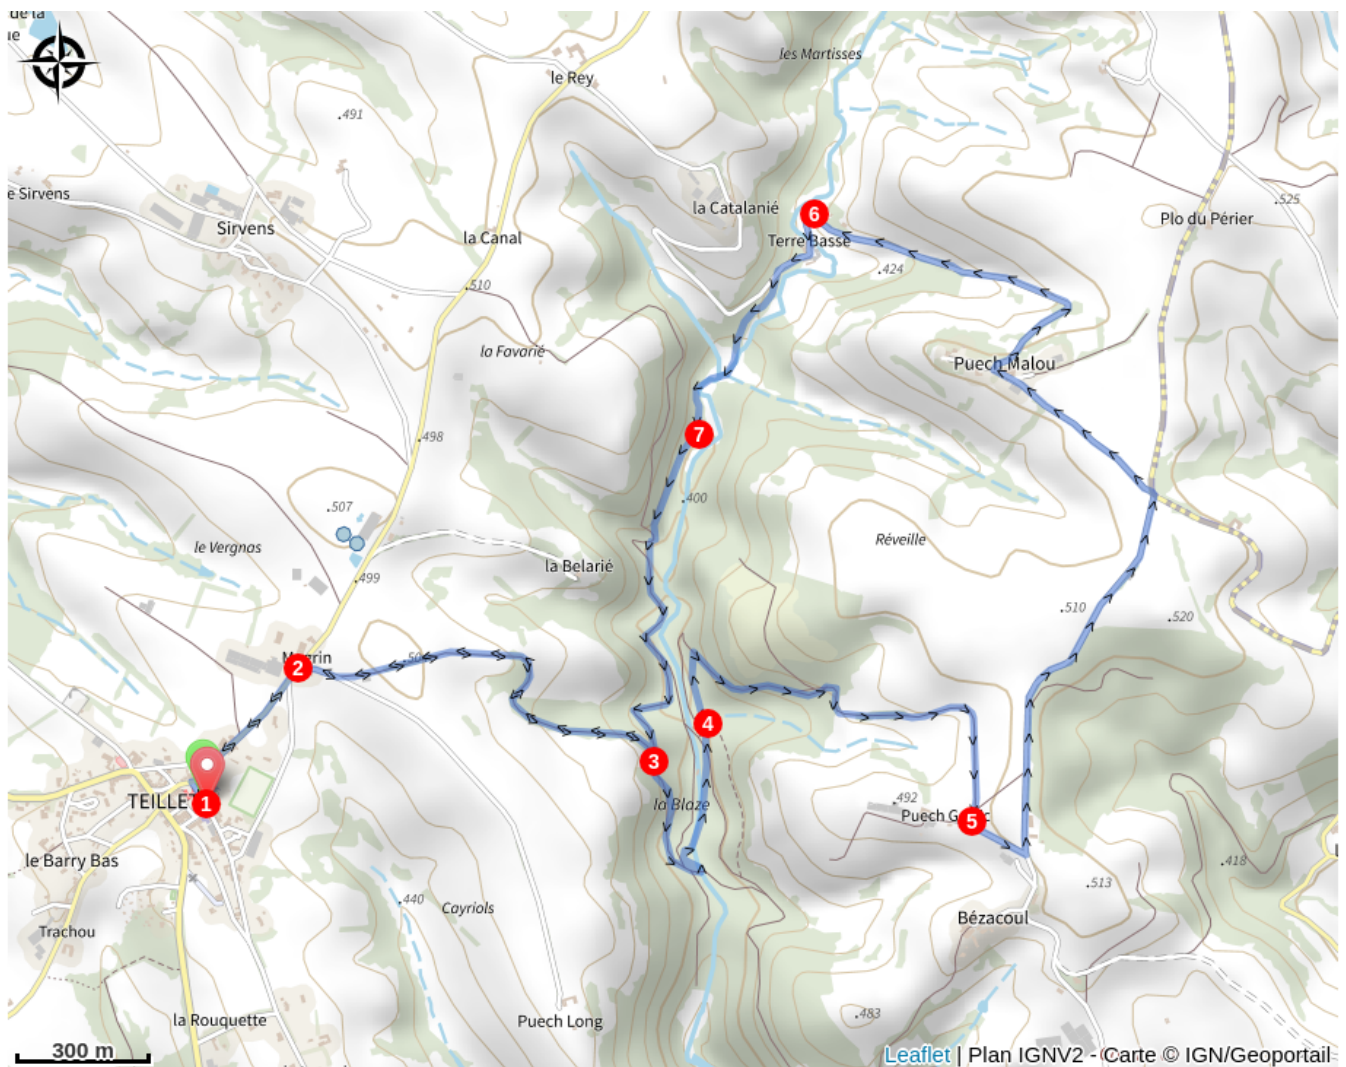 de la
ue
les Martisses
le Rey
.491
e Sirvens
la Catalanié
6
.525
Plo du Périer
Sirvens
la Canal
Terre Basse
.424
.510
la Favarié
Puech Malou
7
.498
.400
.507
le Vergnas
Réveille
la Belarié
.499
.510
.520
2
4
3
TEILLET
1
la Blaze
.492
5
le Barry Bas
.418
.513
.440
Cayriols
Bézacoul
Trachou
la Rouquette
Puech Long
.483
300 m
Leaflet | Plan IGNV2 - Carte © IGN/Geoportail